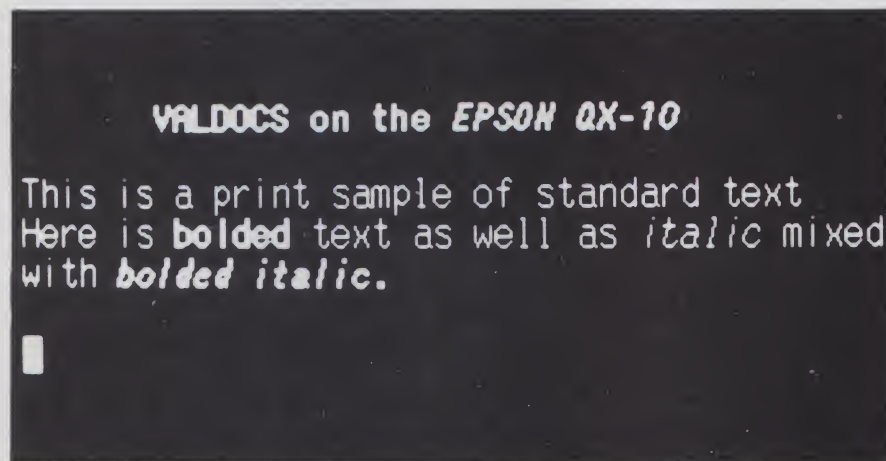 VALDOCS on the EPSON QX-10
This is a print sample of standard text
Here is bolded text as well as italic mixed
with bolded italic.